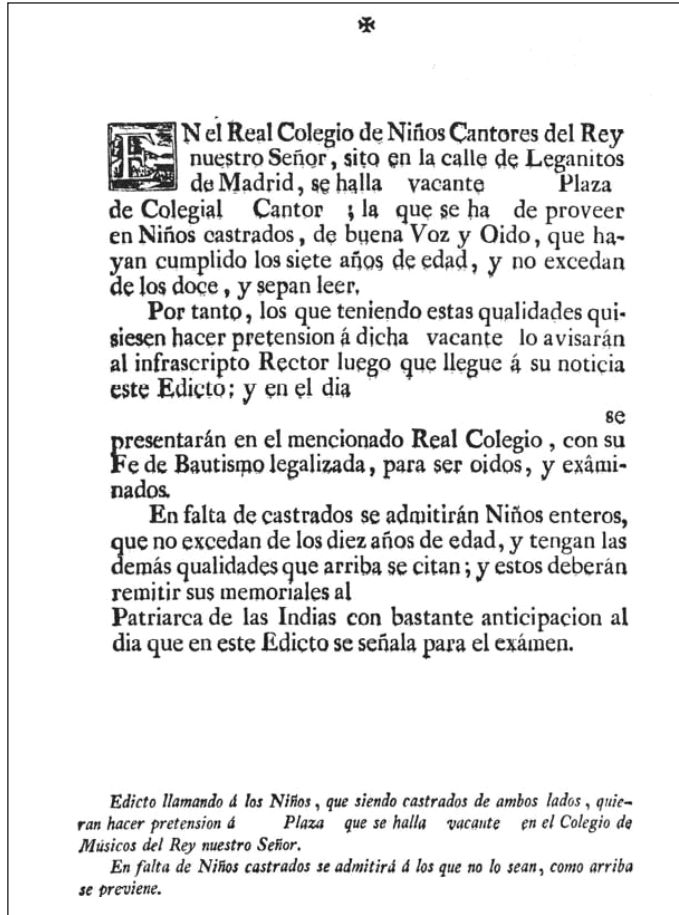 ✠
EN el Real Colegio de Niños Cantores del Rey
nuestro Señor, sito en la calle de Leganitos
de Madrid, se halla vacante Plaza
de Colegial Cantor ; la que se ha de proveer
en Niños castrados, de buena Voz y Oido, que ha-
yan cumplido los siete años de edad, y no excedan
de los doce, y sepan leer.
Por tanto, los que teniendo estas qualidades qui-
siesen hacer pretension á dicha vacante lo avisarán
al infrascripto Rector luego que llegue á su noticia
este Edicto; y en el dia
se
presentarán en el mencionado Real Colegio, con su
Fe de Bautismo legalizada, para ser oidos, y exâmi-
nados.
En falta de castrados se admitirán Niños enteros,
que no excedan de los diez años de edad, y tengan las
demás qualidades que arriba se citan; y estos deberán
remitir sus memoriales al
Patriarca de las Indias con bastante anticipacion al
dia que en este Edicto se señala para el exámen.
Edicto llamando á los Niños, que siendo castrados de ambos lados, quie-
ran hacer pretension á Plaza que se halla vacante en el Colegio de
Músicos del Rey nuestro Señor.
En falta de Niños castrados se admitirá á los que no lo sean, como arriba
se previene.